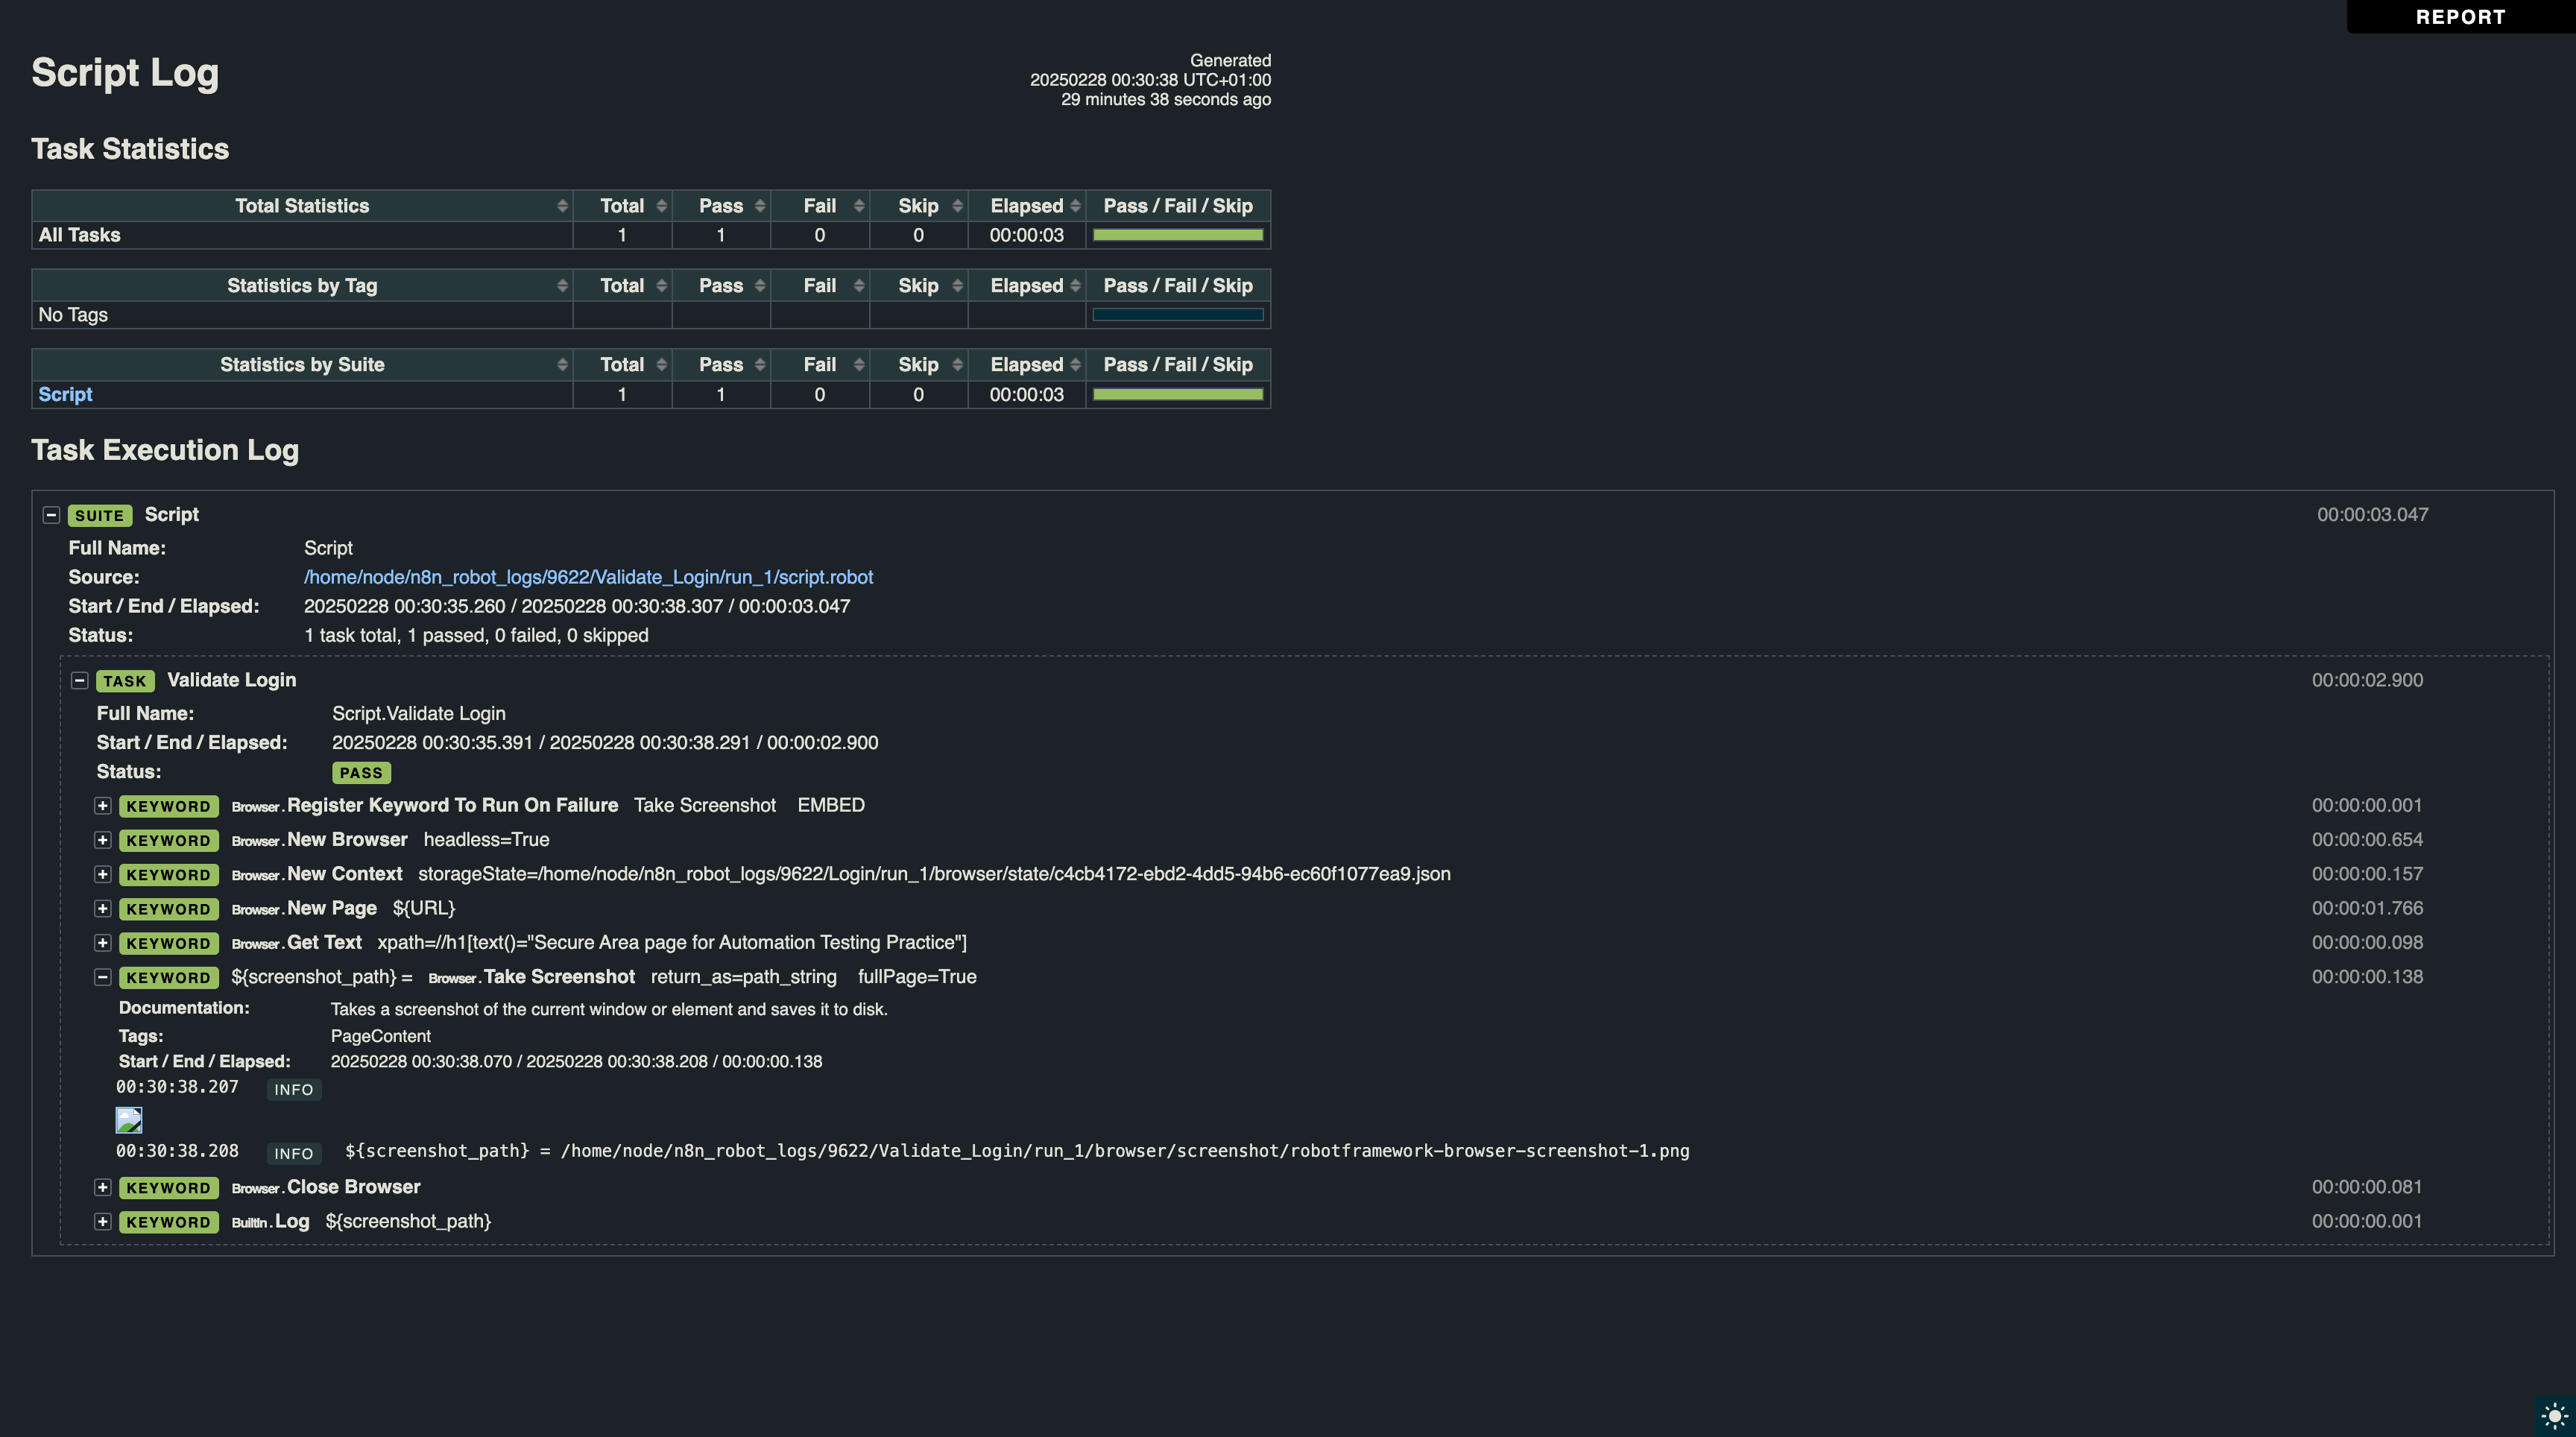 REPORT
Script Log
Generated
20250228 00:30:38 UTC+01:00
29 minutes 38 seconds ago
Task Statistics
Total Statistics Total Pass Fail Skip Elapsed Pass / Fail / Skip
All Tasks 1 1 0 0 00:00:03
Statistics by Tag Total Pass Fail Skip Elapsed Pass / Fail / Skip
No Tags
Statistics by Suite Total Pass Fail Skip Elapsed Pass / Fail / Skip
Script 1 1 0 0 00:00:03
Task Execution Log
SUITE Script 00:00:03.047
Full Name: Script
Source: /home/node/n8n_robot_logs/9622/Validate_Login/run_1/script.robot
Start / End / Elapsed: 20250228 00:30:35.260 / 20250228 00:30:38.307 / 00:00:03.047
Status: 1 task total, 1 passed, 0 failed, 0 skipped
TASK Validate Login 00:00:02.900
Full Name: Script.Validate Login
Start / End / Elapsed: 20250228 00:30:35.391 / 20250228 00:30:38.291 / 00:00:02.900
Status: PASS
KEYWORD Browser.Register Keyword To Run On Failure Take Screenshot EMBED 00:00:00.001
KEYWORD Browser.New Browser headless=True 00:00:00.654
KEYWORD Browser.New Context storageState=/home/node/n8n_robot_logs/9622/Login/run_1/browser/state/c4cb4172-ebd2-4dd5-94b6-ec60f1077ea9.json 00:00:00.157
KEYWORD Browser.New Page ${URL} 00:00:01.766
KEYWORD Browser.Get Text xpath=//h1[text()="Secure Area page for Automation Testing Practice"] 00:00:00.098
KEYWORD ${screenshot_path} = Browser.Take Screenshot return_as=path_string fullPage=True 00:00:00.138
Documentation: Takes a screenshot of the current window or element and saves it to disk.
Tags: PageContent
Start / End / Elapsed: 20250228 00:30:38.070 / 20250228 00:30:38.208 / 00:00:00.138
00:30:38.207 INFO
00:30:38.208 INFO ${screenshot_path} = /home/node/n8n_robot_logs/9622/Validate_Login/run_1/browser/screenshot/robotframework-browser-screenshot-1.png
KEYWORD Browser.Close Browser 00:00:00.081
KEYWORD BuiltIn.Log ${screenshot_path} 00:00:00.001